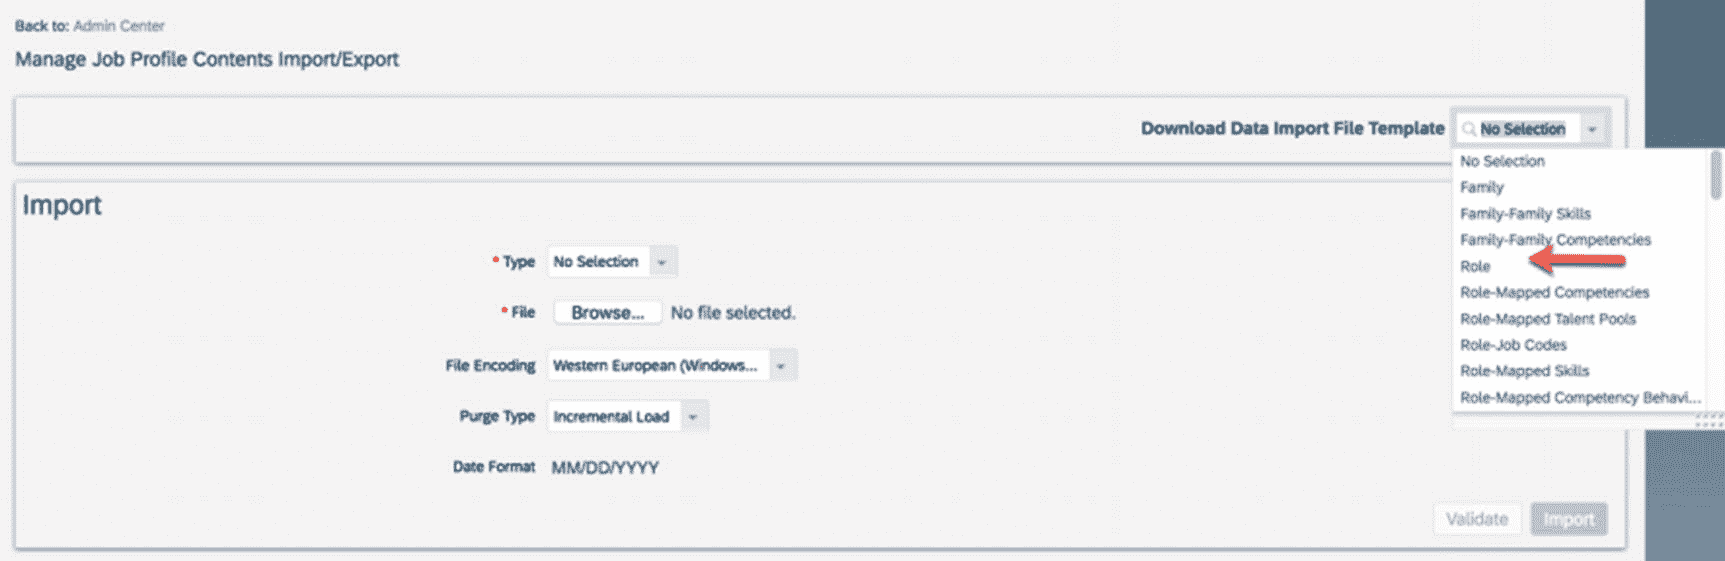 Back to: Admin Center
Manage Job Profile Contents Import/Export
Download Data Import File Template No Selection
No Selection
Family
Family-Family Skills
Family-Family Competencies
Role
Role-Mapped Competencies
Role-Mapped Talent Pools
Role-Job Codes
Role-Mapped Skills
Role-Mapped Competency Behavi...
Import
* Type No Selection
* File Browse... No file selected.
File Encoding Western European (Windows...
Purge Type Incremental Load
Date Format MM/DD/YYYY
Validate Import